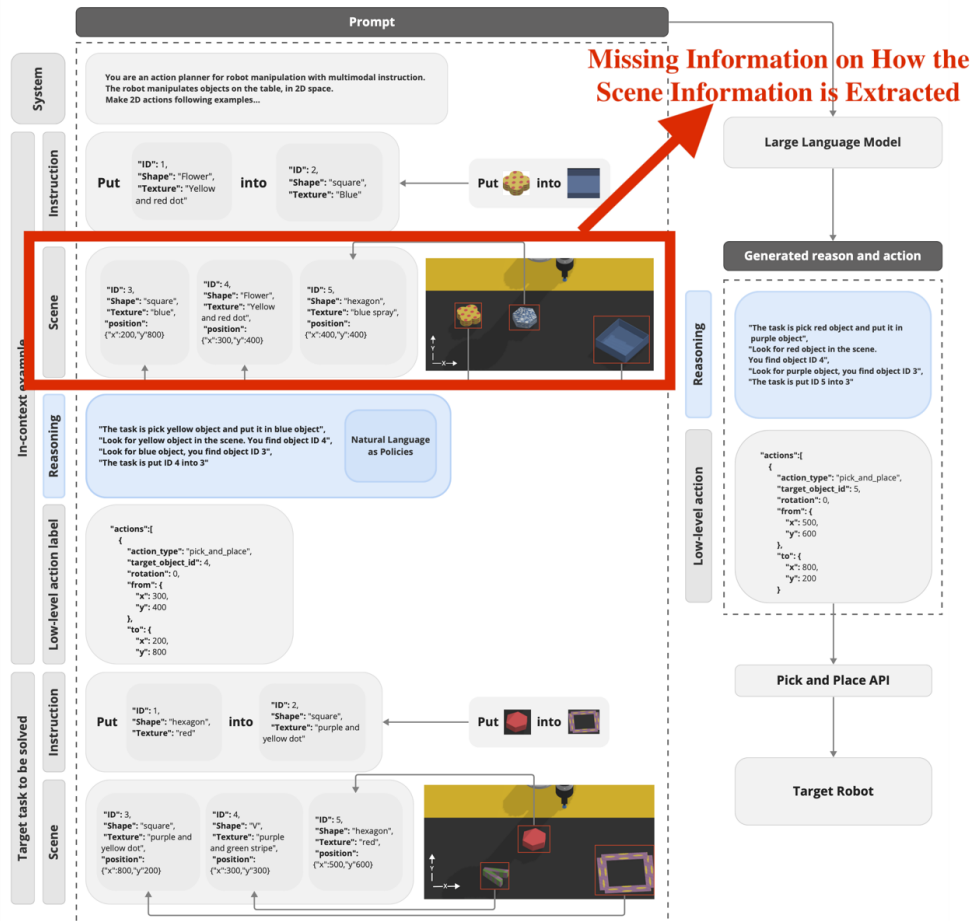 Prompt
Missing Information on How the
Scene Information is Extracted
System
You are an action planner for robot manipulation with multimodal instruction.
The robot manipulates objects on the table, in 2D space.
Make 2D actions following examples...
In-context example
Instruction
Put
"ID": 1,
"Shape": "Flower",
"Texture": "Yellow
and red dot"
into
"ID": 2,
"Shape": "square",
"Texture": "Blue"
Put
into
Scene
"ID": 3,
"Shape": "square",
"Texture": "blue",
"position":
{"x":200,"y"800}
"ID": 4,
"Shape": "Flower",
"Texture": "Yellow
and red dot",
"position":
{"x":300,"y":400}
"ID": 5,
"Shape": "hexagon",
"Texture": "blue spray",
"position":
{"x":400,"y":400}
Y
X
Reasoning
"The task is pick yellow object and put it in blue object",
"Look for yellow object in the scene. You find object ID 4",
"Look for blue object, you find object ID 3",
"The task is put ID 4 into 3"
Natural Language
as Policies
Low-level action label
"actions":[
{
"action_type": "pick_and_place",
"target_object_id": 4,
"rotation": 0,
"from": {
"x": 300,
"y": 400
},
"to": {
"x": 200,
"y": 800
Target task to be solved
Instruction
Put
"ID": 1,
"Shape": "hexagon",
"Texture": "red"
into
"ID": 2,
"Shape": "square",
"Texture": "purple and
yellow dot"
Put
into
Scene
"ID": 3,
"Shape": "square",
"Texture": "purple and
yellow dot",
"position":
{"x":800,"y"200}
"ID": 4,
"Shape": "V",
"Texture": "purple
and green stripe",
"position":
{"x":300,"y"300}
"ID": 5,
"Shape": "hexagon",
"Texture": "red",
"position":
{"x":500,"y"600}
Y
X
Large Language Model
Generated reason and action
Reasoning
"The task is pick red object and put it in
purple object",
"Look for red object in the scene.
You find object ID 4",
"Look for purple object, you find object ID 3",
"The task is put ID 5 into 3"
Low-level action
"actions":[
{
"action_type": "pick_and_place",
"target_object_id": 5,
"rotation": 0,
"from": {
"x": 500,
"y": 600
},
"to": {
"x": 800,
"y": 200
}
Pick and Place API
Target Robot